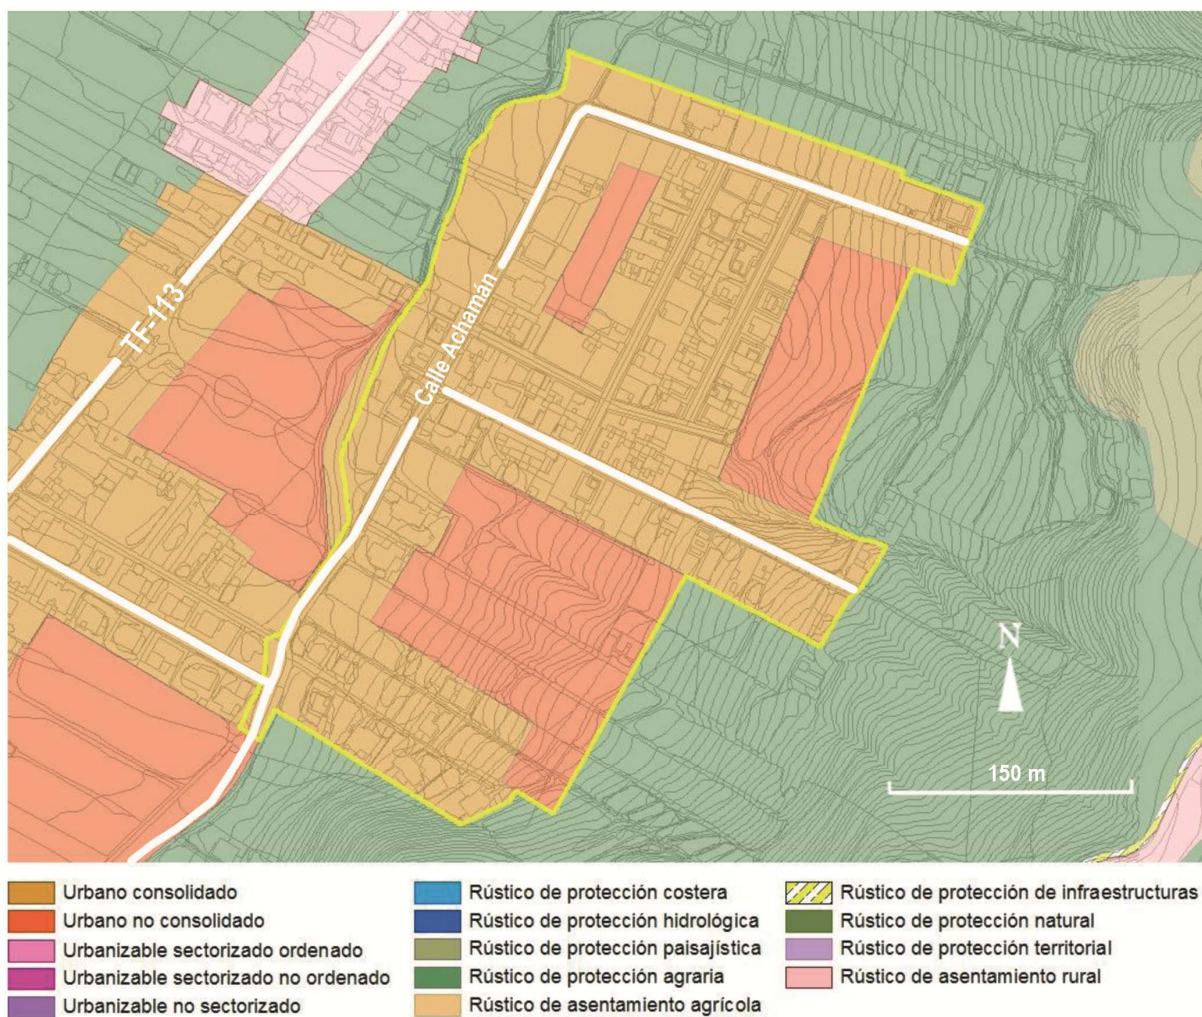 TF-113
Calle Achamán
N
150 m
Urbano consolidado
Urbano no consolidado
Urbanizable sectorizado ordenado
Urbanizable sectorizado no ordenado
Urbanizable no sectorizado
Rústico de protección costera
Rústico de protección hidrológica
Rústico de protección paisajística
Rústico de protección agraria
Rústico de asentamiento agrícola
Rústico de protección de infraestructuras
Rústico de protección natural
Rústico de protección territorial
Rústico de asentamiento rural